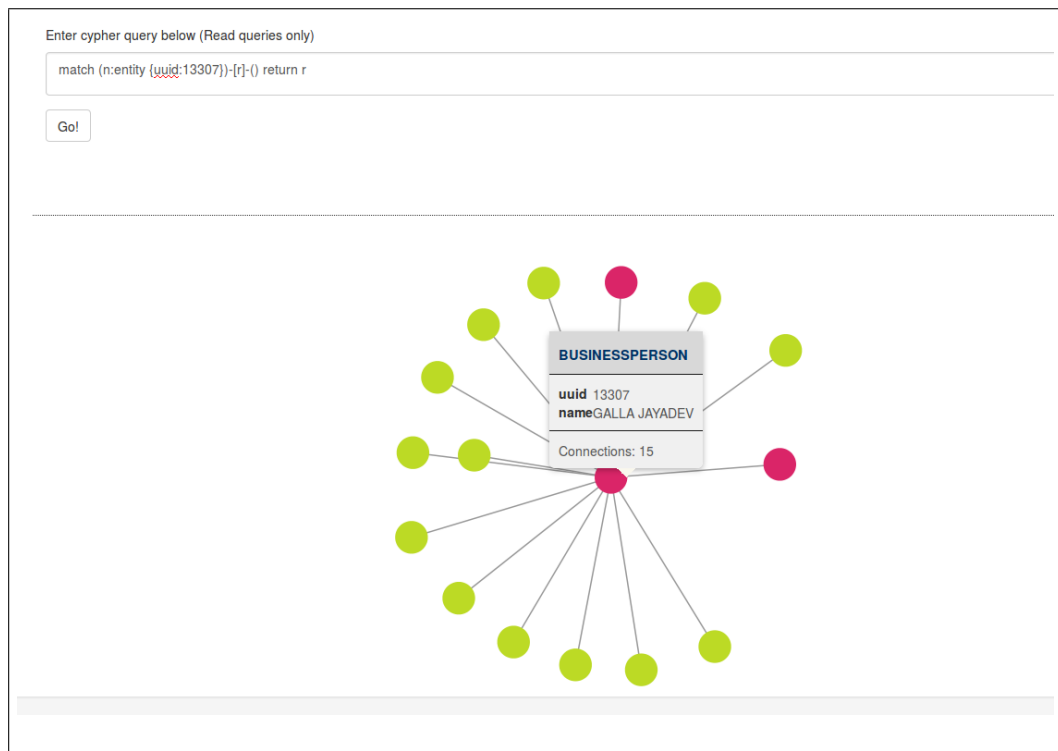 Enter cypher query below (Read queries only)
match (n:entity {uuid:13307})-[r]-() return r
Go!
BUSINESSPERSON
uuid 13307
nameGALLA JAYADEV
Connections: 15